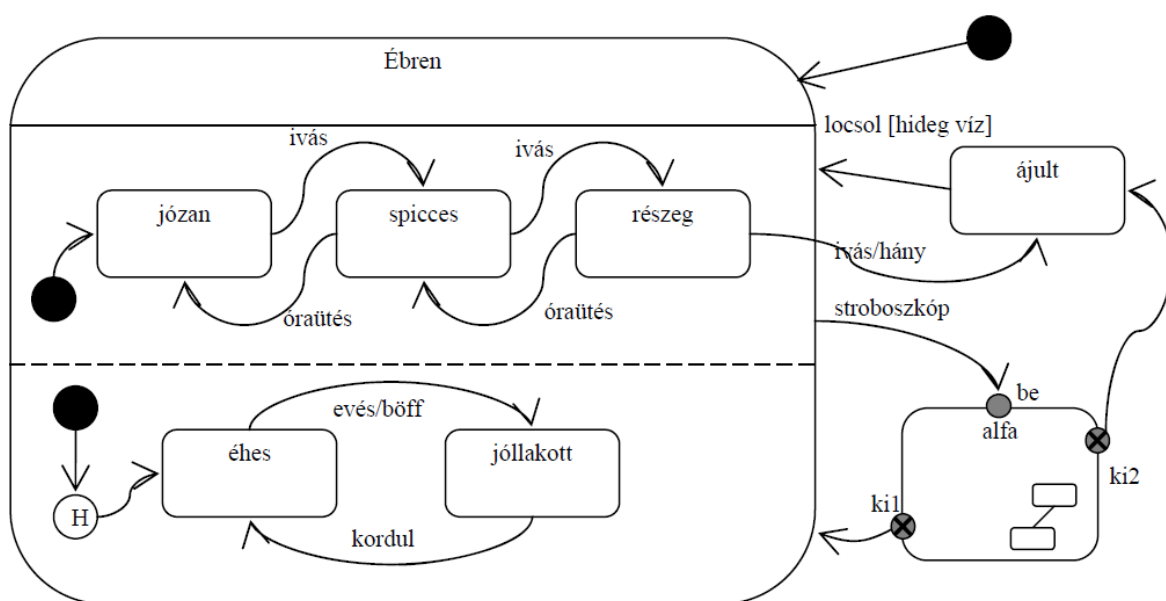 Ébren
locsol [hideg víz]
ivás
ivás
ájult
józan
spicces
részeg
ivás/hány
óraütés
óraütés
stroboszkóp
be
evés/böff
alfa
éhes
jóllakott
ki2
ki1
H
kordul